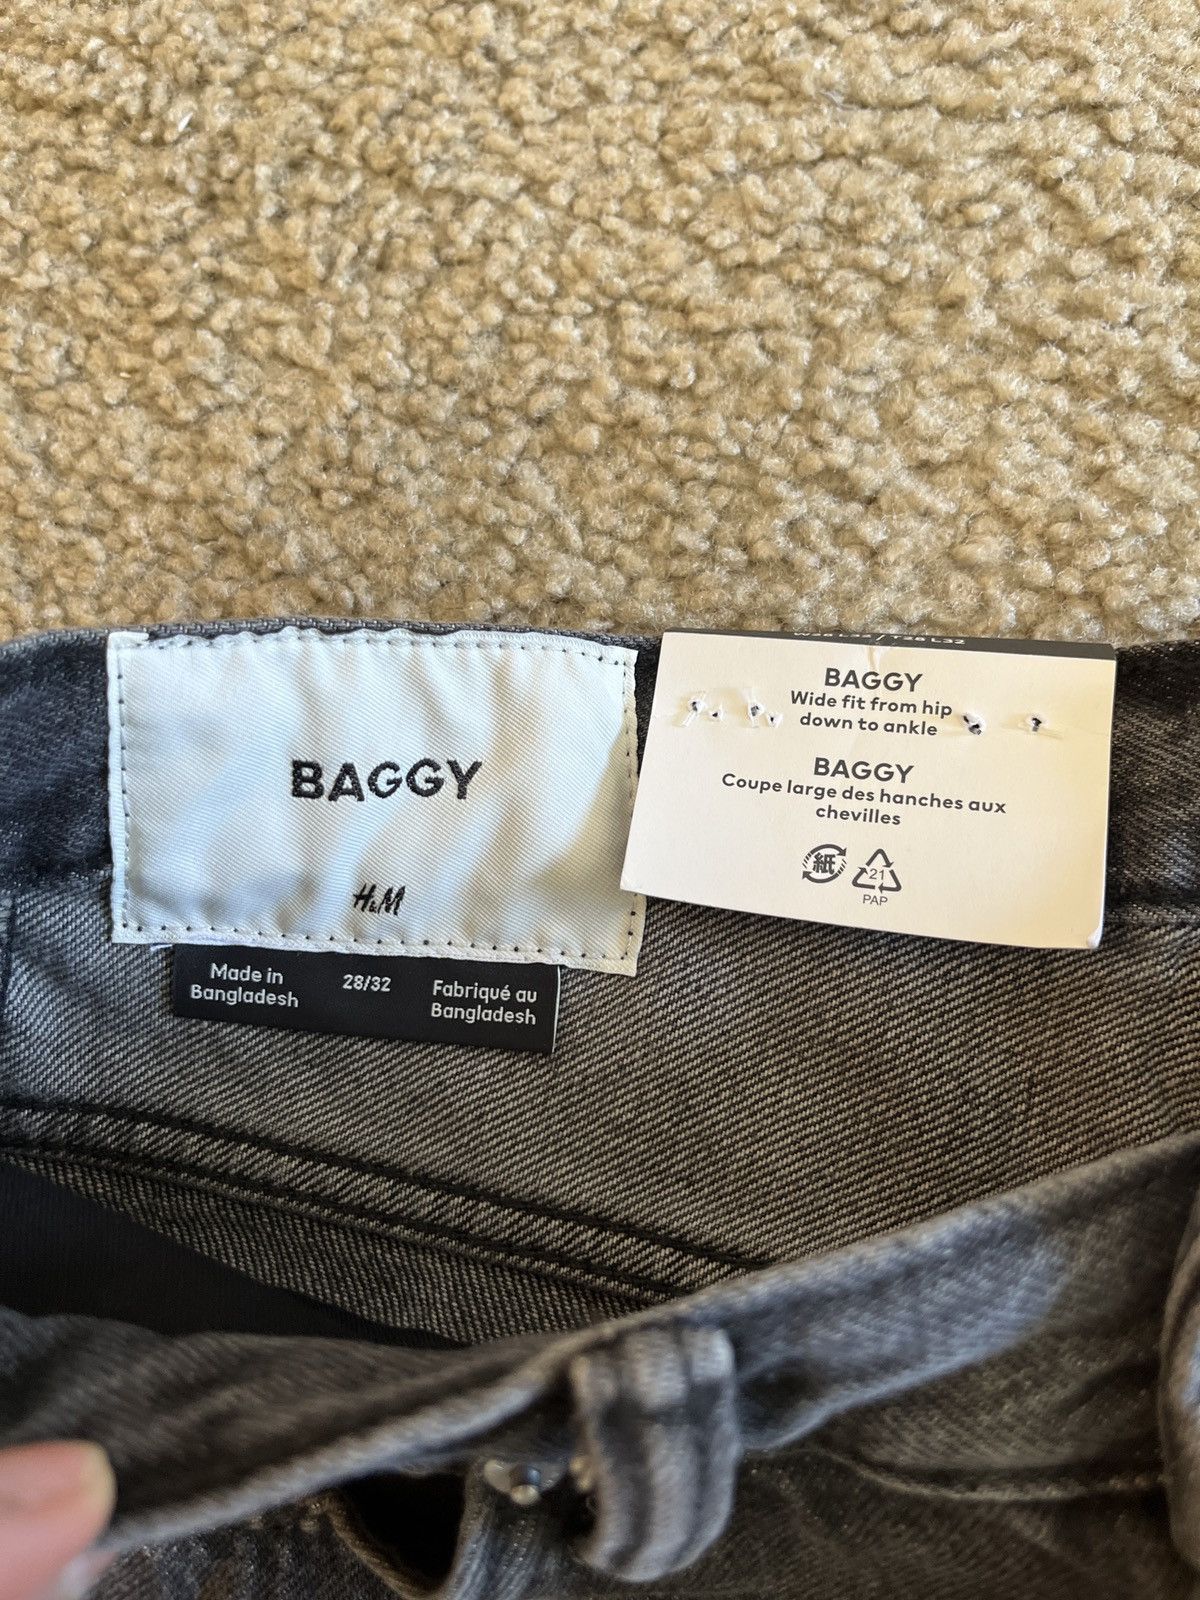 BAGGY
H&M
Made in
Bangladesh
28/32
Fabriqué au
Bangladesh
BAGGY
Wide fit from hip
down to ankle
BAGGY
Coupe large des hanches aux
chevilles
紙
21
PAP